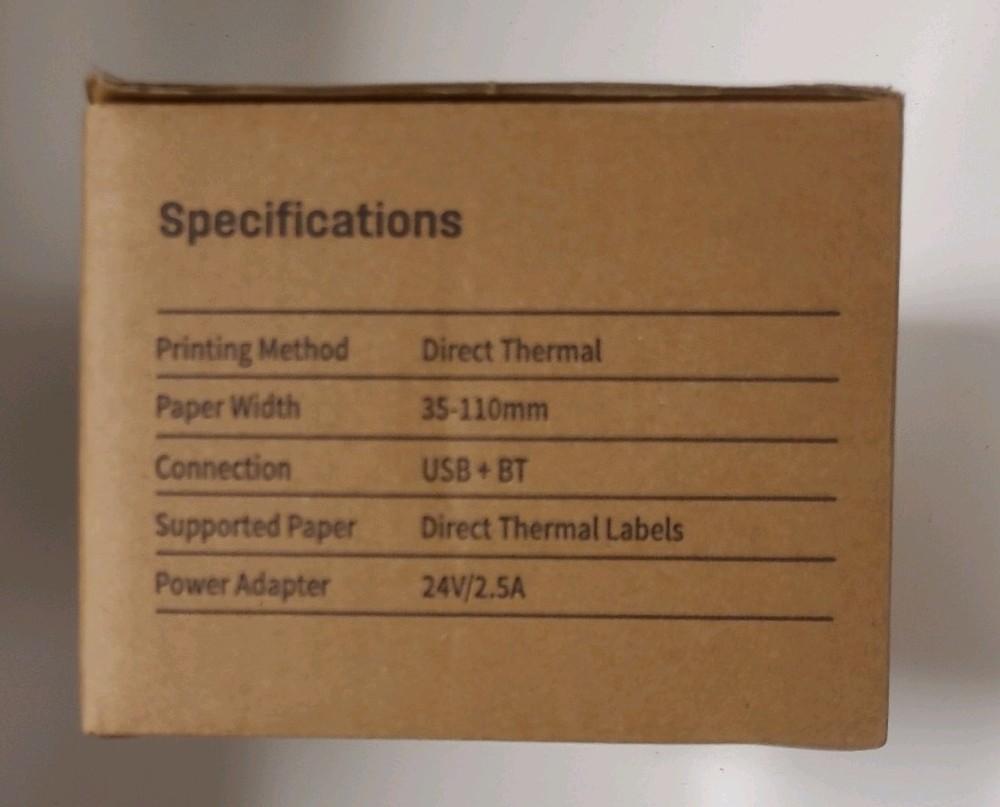 Specifications
Printing Method Direct Thermal
Paper Width 35-110mm
Connection USB + BT
Supported Paper Direct Thermal Labels
Power Adapter 24V/2.5A